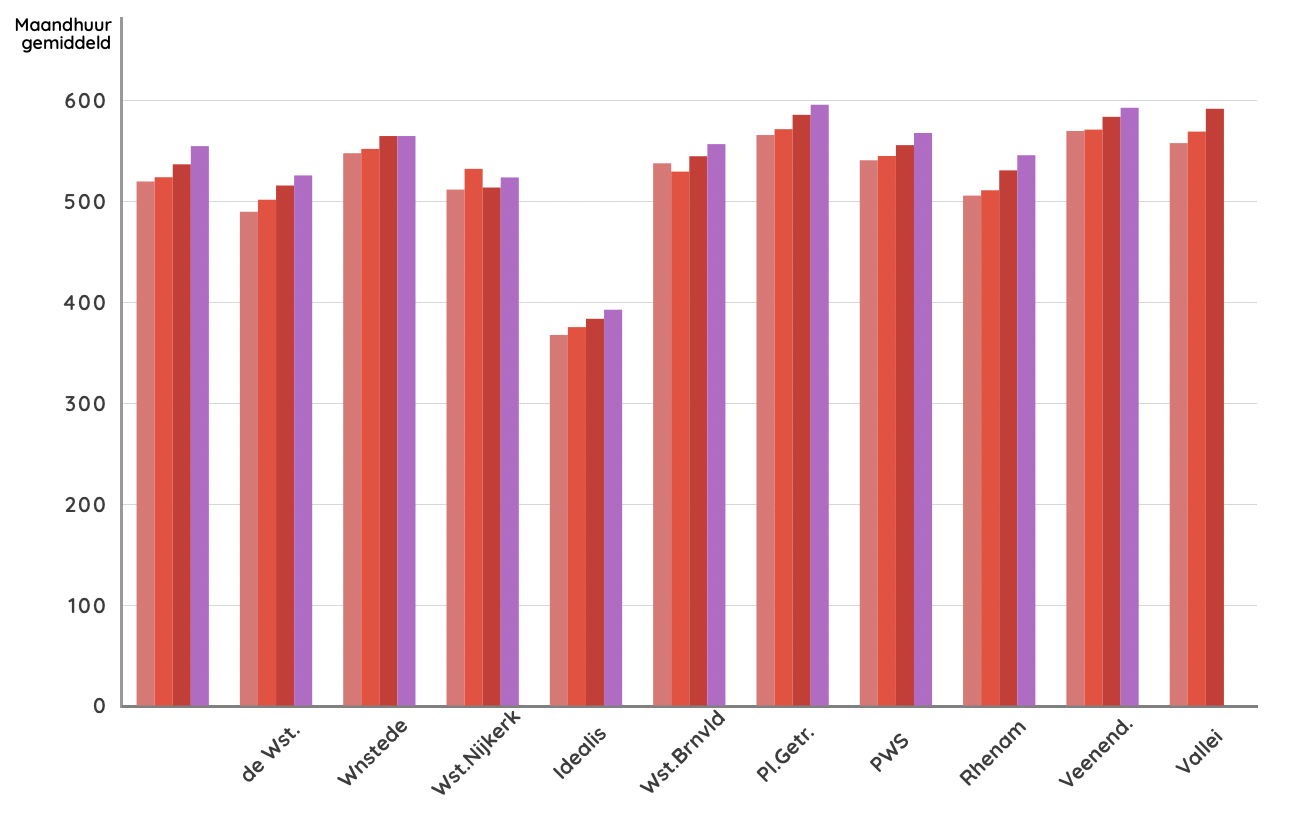 Maandhuur
gemiddeld
600
500
400
300
200
100
0
de Wst.
Wnstede
Wst.Nijkerk
Idealis
Wst.Brnvld
Pl.Getr.
PWS
Rhenam
Veenend.
Vallei